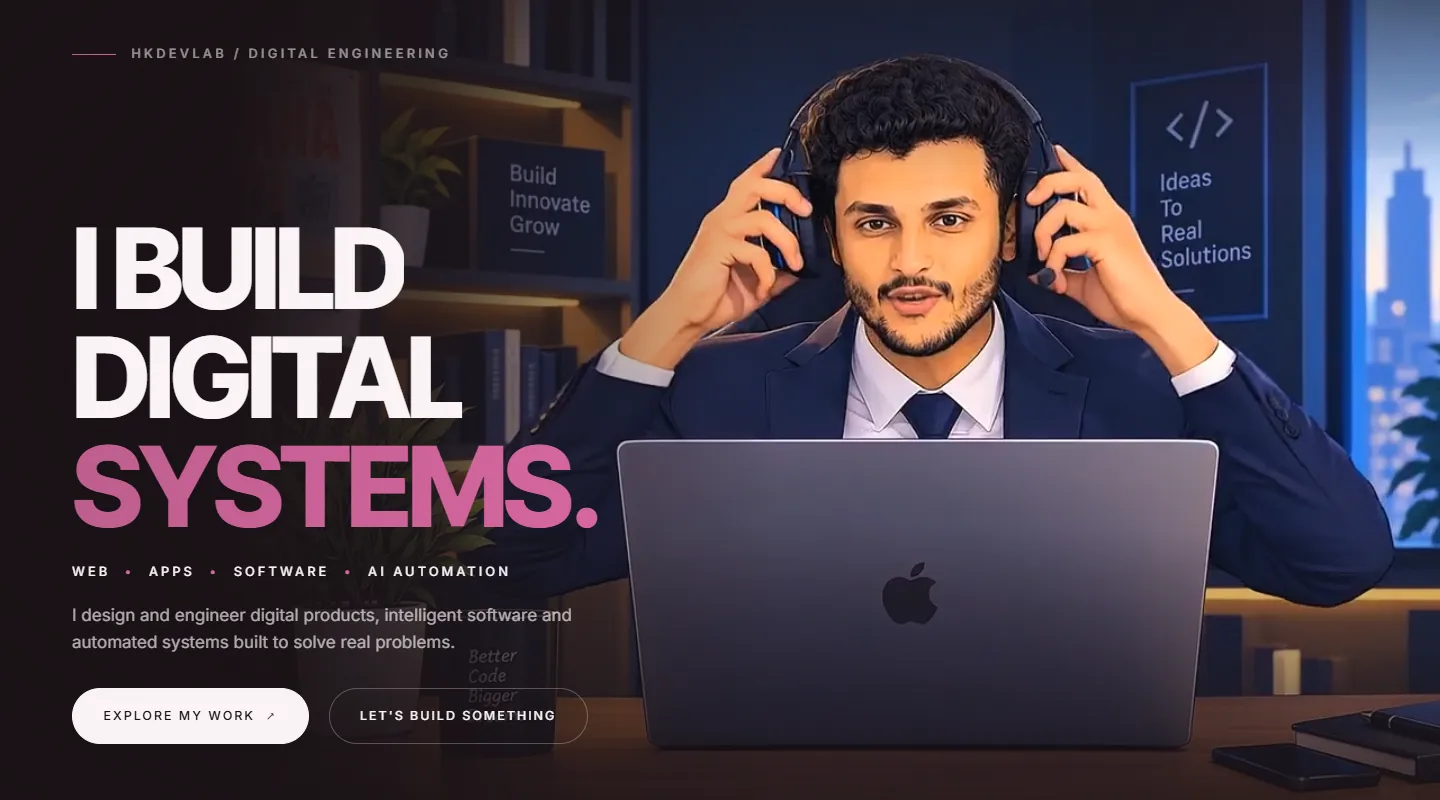 HKDEVLAB / DIGITAL ENGINEERING
Build
Innovate
Grow
</>
Ideas
To
Real
Solutions
I BUILD
DIGITAL
SYSTEMS.
WEB • APPS • SOFTWARE • AI AUTOMATION
I design and engineer digital products, intelligent software and
automated systems built to solve real problems.
Better
Code
Bigger
EXPLORE MY WORK ↗
LET'S BUILD SOMETHING